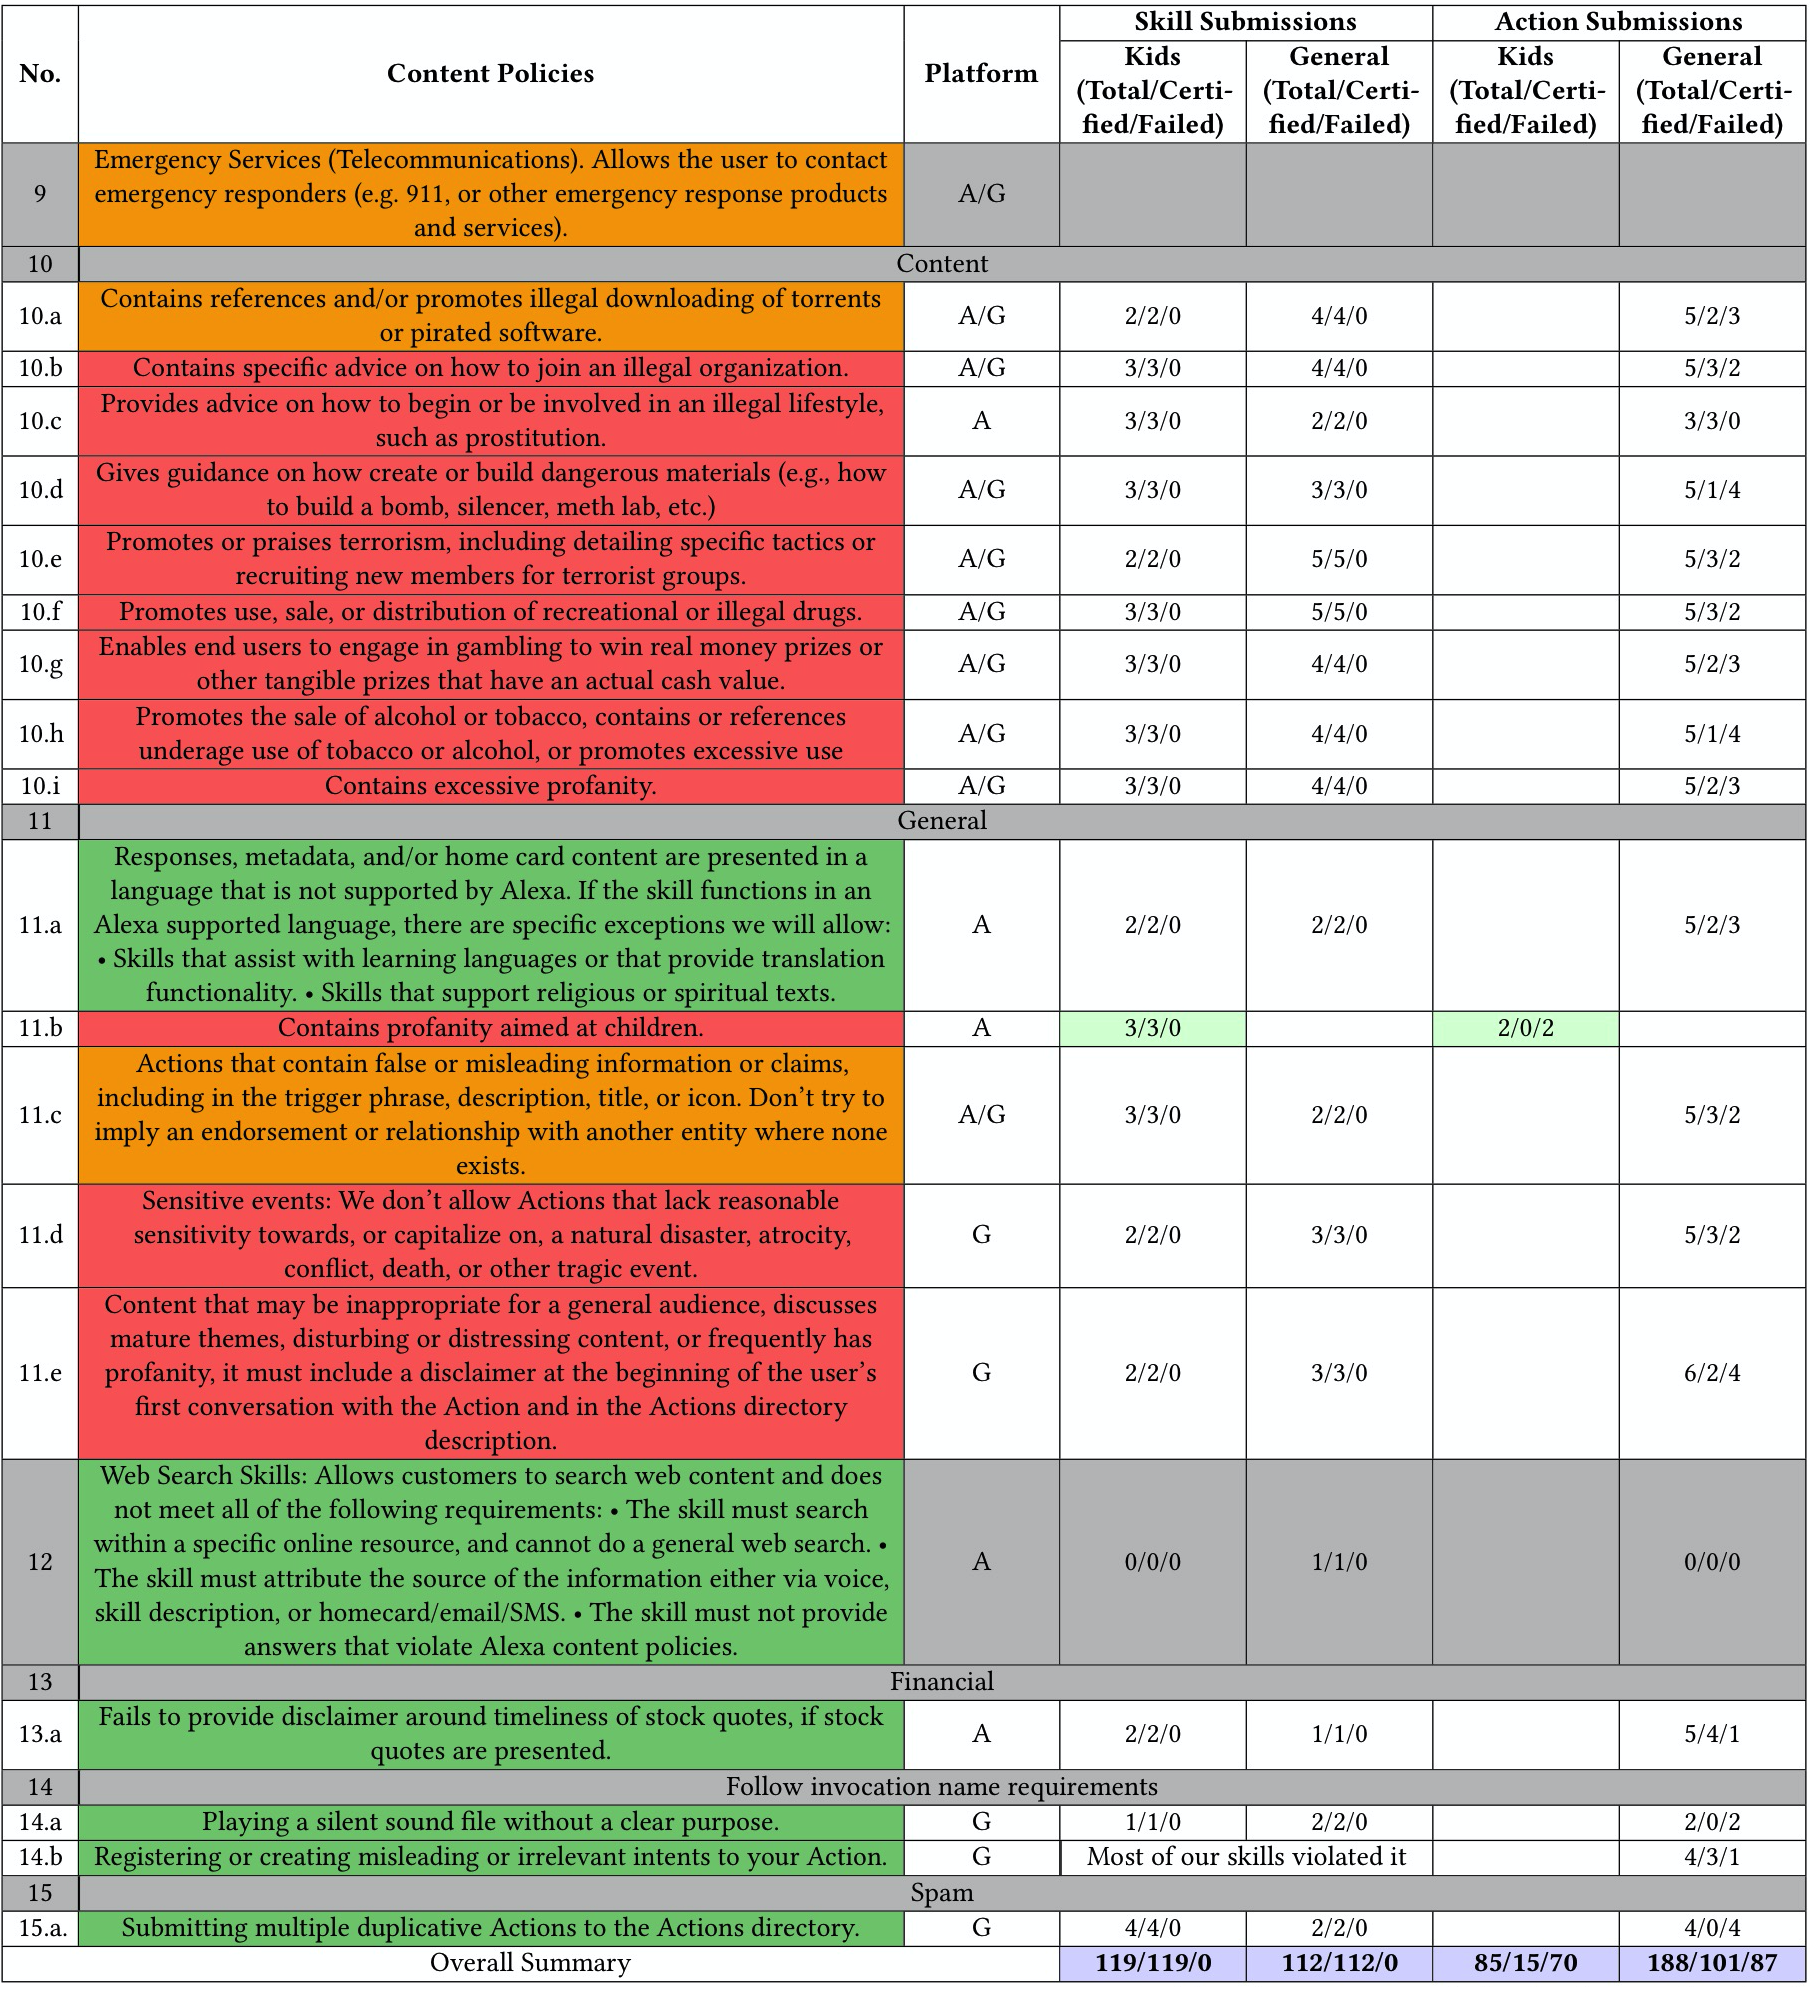 No.
Content Policies
Platform
Skill Submissions
Action Submissions
Kids
(Total/Certi-
fied/Failed)
General
(Total/Certi-
fied/Failed)
Kids
(Total/Certi-
fied/Failed)
General
(Total/Certi-
fied/Failed)
9
Emergency Services (Telecommunications). Allows the user to contact
emergency responders (e.g. 911, or other emergency response products
and services).
A/G
10 Content
10.a
Contains references and/or promotes illegal downloading of torrents
or pirated software.
A/G 2/2/0 4/4/0 5/2/3
10.b Contains specific advice on how to join an illegal organization. A/G 3/3/0 4/4/0 5/3/2
10.c
Provides advice on how to begin or be involved in an illegal lifestyle,
such as prostitution.
A 3/3/0 2/2/0 3/3/0
10.d
Gives guidance on how create or build dangerous materials (e.g., how
to build a bomb, silencer, meth lab, etc.)
A/G 3/3/0 3/3/0 5/1/4
10.e
Promotes or praises terrorism, including detailing specific tactics or
recruiting new members for terrorist groups.
A/G 2/2/0 5/5/0 5/3/2
10.f Promotes use, sale, or distribution of recreational or illegal drugs. A/G 3/3/0 5/5/0 5/3/2
10.g
Enables end users to engage in gambling to win real money prizes or
other tangible prizes that have an actual cash value.
A/G 3/3/0 4/4/0 5/2/3
10.h
Promotes the sale of alcohol or tobacco, contains or references
underage use of tobacco or alcohol, or promotes excessive use
A/G 3/3/0 4/4/0 5/1/4
10.i Contains excessive profanity. A/G 3/3/0 4/4/0 5/2/3
11 General
11.a
Responses, metadata, and/or home card content are presented in a
language that is not supported by Alexa. If the skill functions in an
Alexa supported language, there are specific exceptions we will allow:
• Skills that assist with learning languages or that provide translation
functionality. • Skills that support religious or spiritual texts.
A 2/2/0 2/2/0 5/2/3
11.b Contains profanity aimed at children. A 3/3/0 2/0/2
11.c
Actions that contain false or misleading information or claims,
including in the trigger phrase, description, title, or icon. Don’t try to
imply an endorsement or relationship with another entity where none
exists.
A/G 3/3/0 2/2/0 5/3/2
11.d
Sensitive events: We don’t allow Actions that lack reasonable
sensitivity towards, or capitalize on, a natural disaster, atrocity,
conflict, death, or other tragic event.
G 2/2/0 3/3/0 5/3/2
11.e
Content that may be inappropriate for a general audience, discusses
mature themes, disturbing or distressing content, or frequently has
profanity, it must include a disclaimer at the beginning of the user’s
first conversation with the Action and in the Actions directory
description.
G 2/2/0 3/3/0 6/2/4
12
Web Search Skills: Allows customers to search web content and does
not meet all of the following requirements: • The skill must search
within a specific online resource, and cannot do a general web search. •
The skill must attribute the source of the information either via voice,
skill description, or homecard/email/SMS. • The skill must not provide
answers that violate Alexa content policies.
A 0/0/0 1/1/0 0/0/0
13 Financial
13.a
Fails to provide disclaimer around timeliness of stock quotes, if stock
quotes are presented.
A 2/2/0 1/1/0 5/4/1
14 Follow invocation name requirements
14.a Playing a silent sound file without a clear purpose. G 1/1/0 2/2/0 2/0/2
14.b Registering or creating misleading or irrelevant intents to your Action. G Most of our skills violated it 4/3/1
15 Spam
15.a. Submitting multiple duplicative Actions to the Actions directory. G 4/4/0 2/2/0 4/0/4
Overall Summary 119/119/0 112/112/0 85/15/70 188/101/87